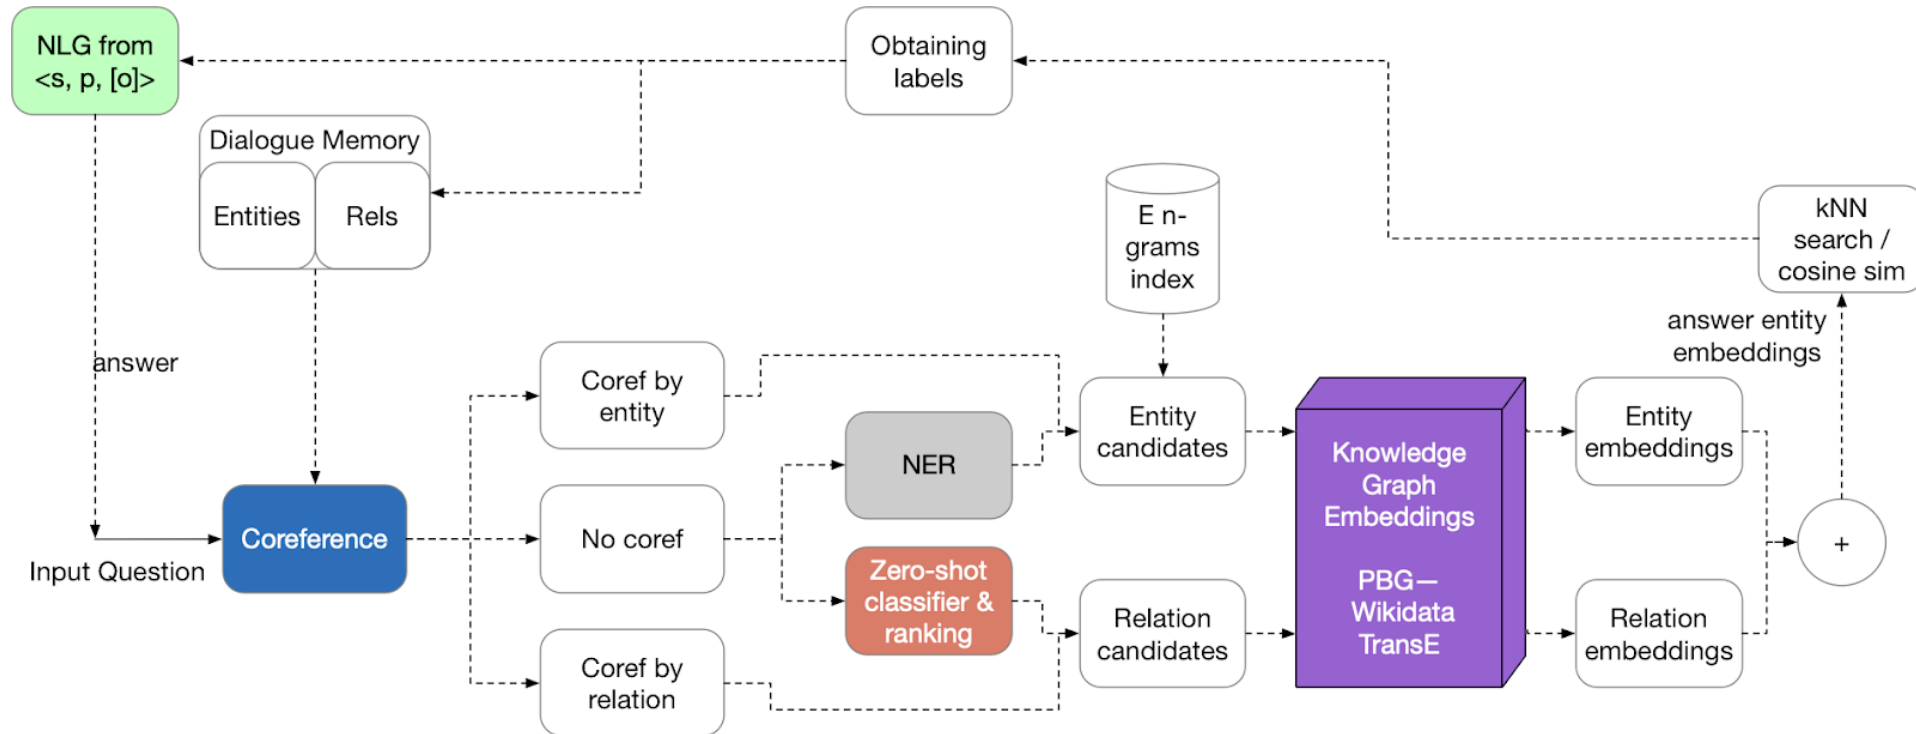 NLG from
<s, p, [o]>
Obtaining
labels
Dialogue Memory
Entities
Rels
E n-
grams
index
kNN
search /
cosine sim
answer entity
embeddings
answer
Input Question
Coreference
Coref by
entity
No coref
Coref by
relation
NER
Zero-shot
classifier &
ranking
Entity
candidates
Relation
candidates
Knowledge
Graph
Embeddings
PBG—
Wikidata
TransE
Entity
embeddings
Relation
embeddings
+